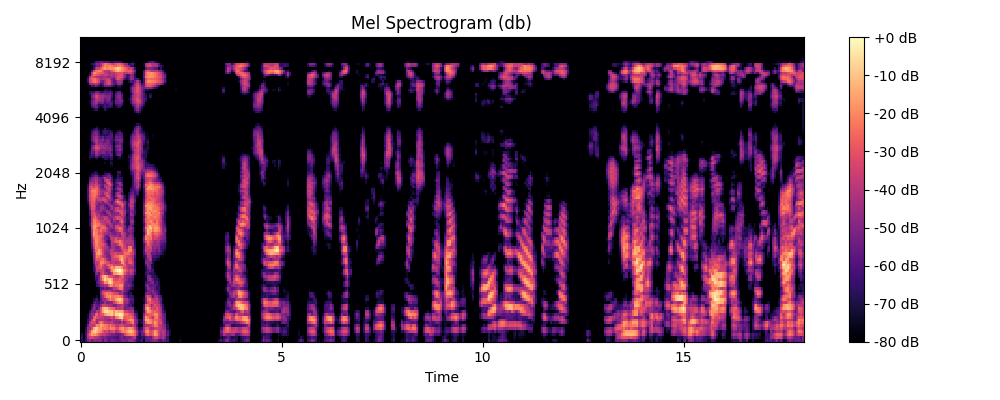 Mel Spectrogram (db)
Hz
8192
4096
2048
1024
512
0
0 5 10 15
Time
+0 dB
-10 dB
-20 dB
-30 dB
-40 dB
-50 dB
-60 dB
-70 dB
-80 dB